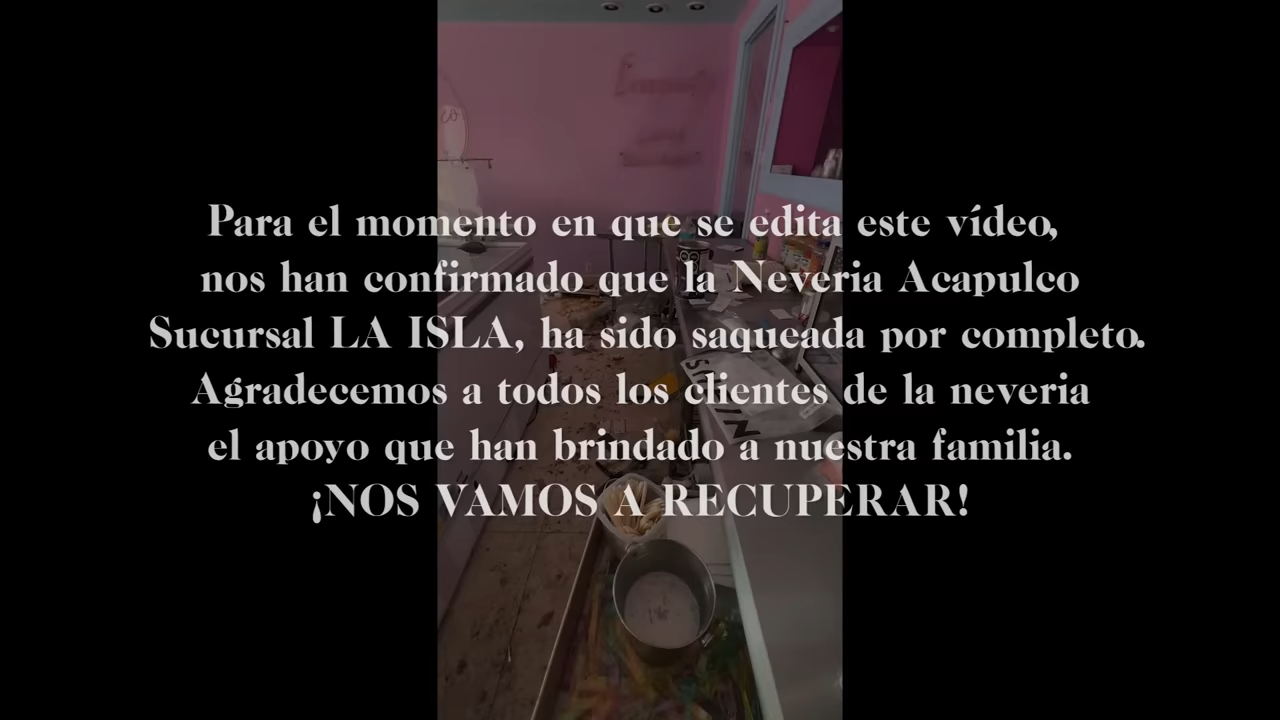 Para el momento en que se edita este vídeo,
nos han confirmado que la Neveria Acapulco
Sucursal LA ISLA, ha sido saqueada por completo.
Agradecemos a todos los clientes de la neveria
el apoyo que han brindado a nuestra familia.
¡NOS VAMOS A RECUPERAR!